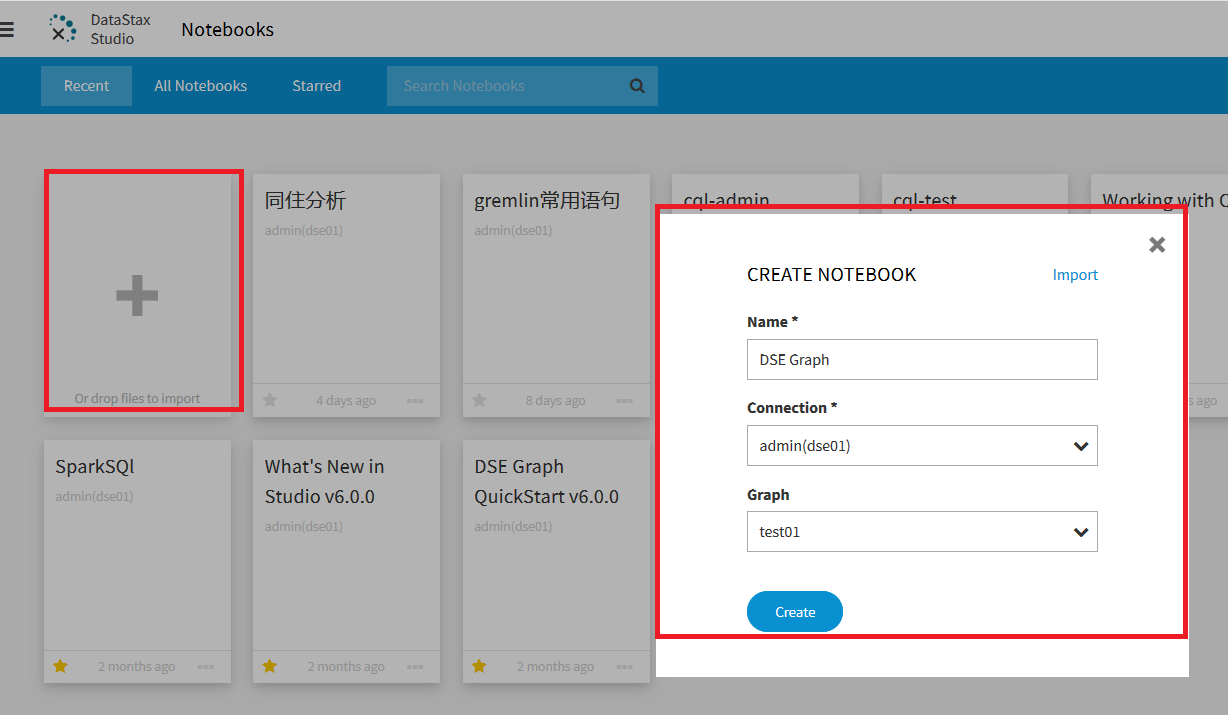 DataStax
Studio
Notebooks
Recent
All Notebooks
Starred
Search Notebooks
Or drop files to import
同住分析
admin(dse01)
4 days ago
gremlin常用语句
admin(dse01)
8 days ago
cql-admin
cql-test
Working with C
s ago
CREATE NOTEBOOK
Import
Name *
DSE Graph
Connection *
admin(dse01)
Graph
test01
Create
SparkSQl
admin(dse01)
2 months ago
What's New in
Studio v6.0.0
admin(dse01)
2 months ago
DSE Graph
QuickStart v6.0.0
admin(dse01)
2 months ago